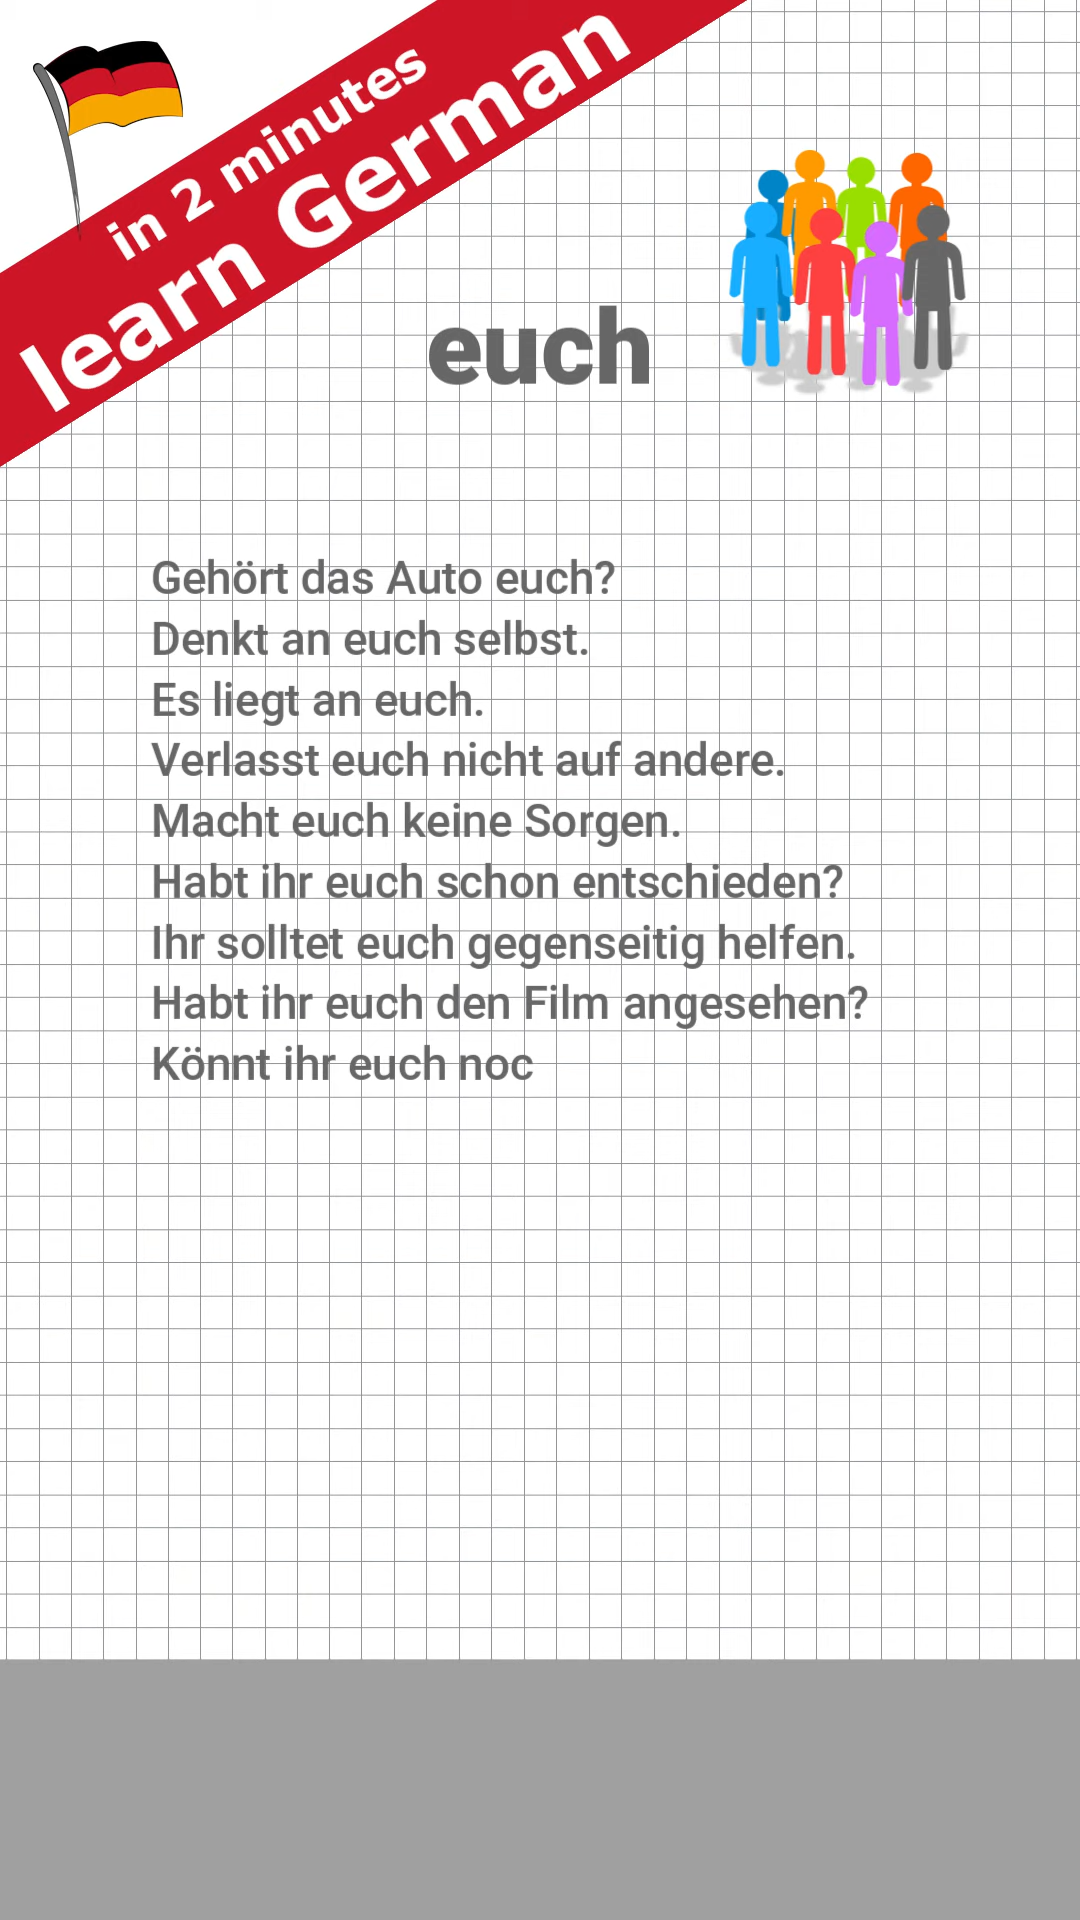 in 2 minutes
learn German
euch
Gehört das Auto euch?
Denkt an euch selbst.
Es liegt an euch.
Verlasst euch nicht auf andere.
Macht euch keine Sorgen.
Habt ihr euch schon entschieden?
Ihr solltet euch gegenseitig helfen.
Habt ihr euch den Film angesehen?
Könnt ihr euch noc